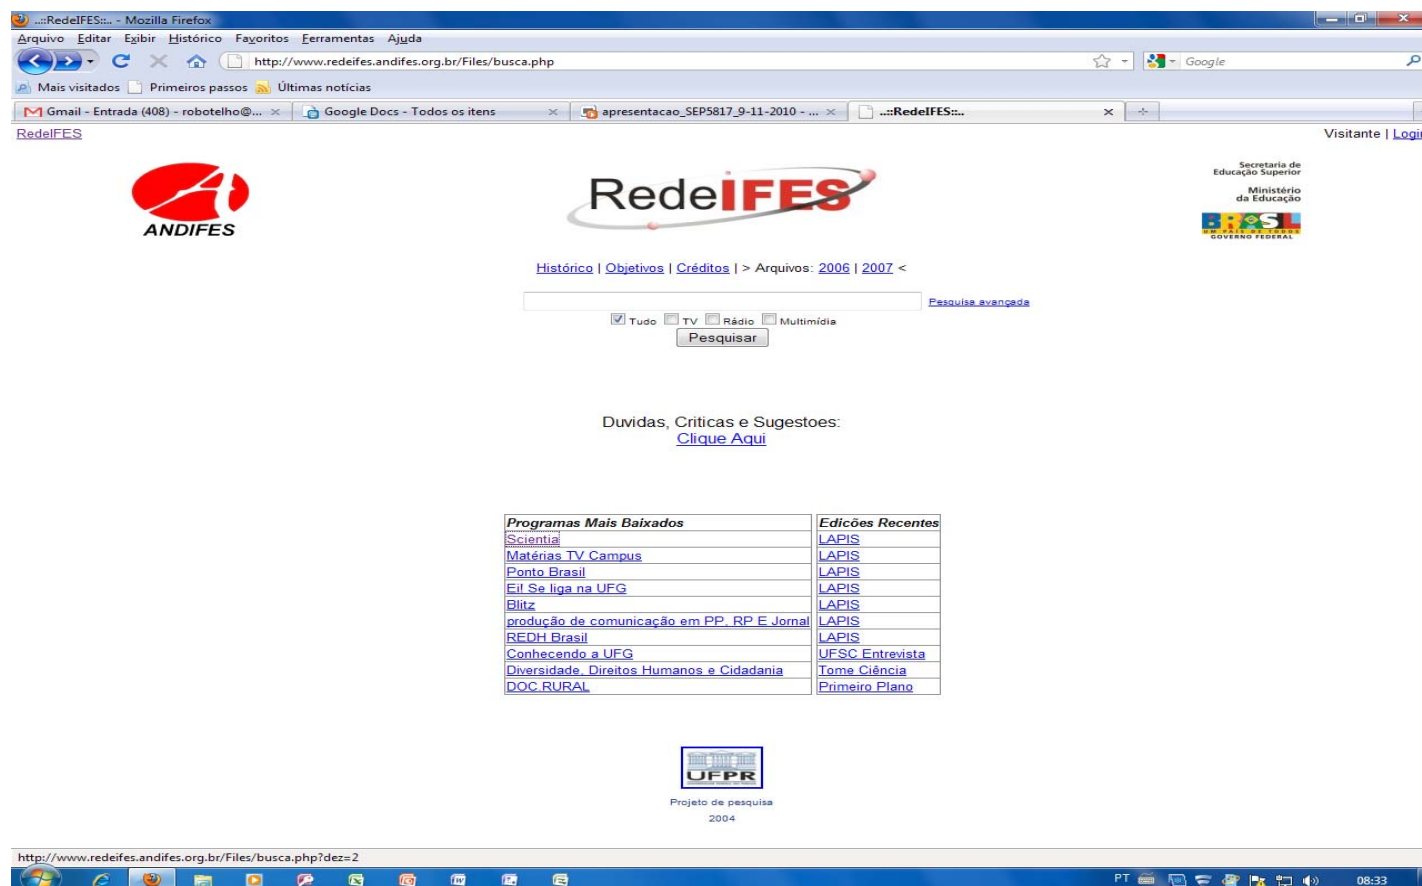 ..::RedeIFES::.. - Mozilla Firefox
Arquivo Editar Exibir Histórico Favoritos Ferramentas Ajuda
http://www.redeifes.andifes.org.br/Files/busca.php
Google
Mais visitados Primeiros passos Últimas notícias
Gmail - Entrada (408) - robotelho@... Google Docs - Todos os itens apresentacao_SEP5817_9-11-2010 - ... ..::RedeIFES::..
RedeIFES Visitante | Login
Secretaria de
Educação Superior
Ministério
da Educação
RedeIFES
ANDIFES
BRASIL
UM PAÍS DE TODOS
GOVERNO FEDERAL
Histórico | Objetivos | Créditos | > Arquivos: 2006 | 2007 <
Pesquisa avançada
Tudo TV Rádio Multimídia
Pesquisar
Duvidas, Criticas e Sugestoes:
Clique Aqui
Programas Mais Baixados Edicões Recentes
Scientia LAPIS
Matérias TV Campus LAPIS
Ponto Brasil LAPIS
Ei! Se liga na UFG LAPIS
Blitz LAPIS
produção de comunicação em PP, RP E Jornal LAPIS
REDH Brasil LAPIS
Conhecendo a UFG UFSC Entrevista
Diversidade, Direitos Humanos e Cidadania Tome Ciência
DOC.RURAL Primeiro Plano
UFPR
Projeto de pesquisa
2004
http://www.redeifes.andifes.org.br/Files/busca.php?dez=2
PT 08:33